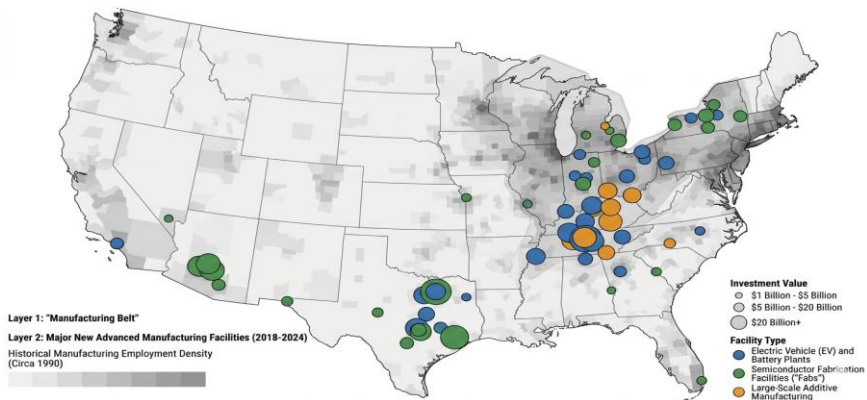 Layer 1: "Manufacturing Belt"
Layer 2: Major New Advanced Manufacturing Facilities (2018-2024)
Historical Manufacturing Employment Density
(Circa 1990)
Investment Value
$1 Billion - $5 Billion
$5 Billion - $20 Billion
$20 Billion+
Facility Type
Electric Vehicle (EV) and
Battery Plants
Semiconductor Fabrication
Facilities ("Fabs")
Large-Scale Additive
Manufacturing